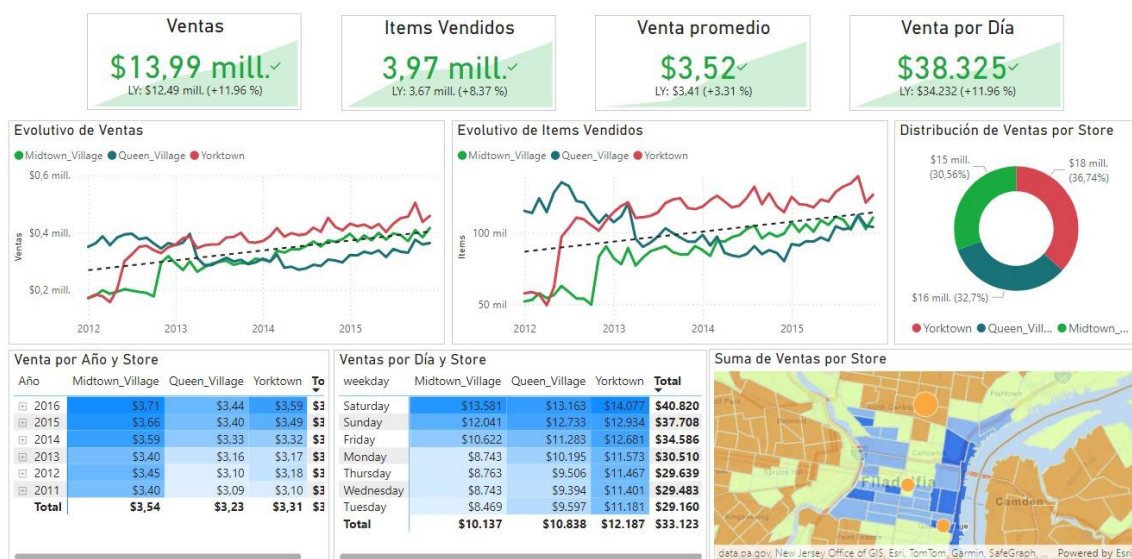 Ventas
$13,99 mill.
LY: $12.49 mill. (+11.96 %)
Items Vendidos
3,97 mill.
LY: 3,67 mill. (+8.37 %)
Venta promedio
$3,52
LY: $3,41 (+3.31 %)
Venta por Día
$38.325
LY: $34.232 (+11.96 %)
Evolutivo de Ventas
Midtown_Village Queen_Village Yorktown
Ventas
$0,6 mill.
$0,4 mill.
$0,2 mill.
2012 2013 2014 2015
Evolutivo de Items Vendidos
Midtown_Village Queen_Village Yorktown
Items
100 mil
50 mil
2012 2013 2014 2015
Distribución de Ventas por Store
$15 mill.
(30,56%)
$18 mill.
(36,74%)
$16 mill. (32,7%)
Yorktown Queen_Vill... Midtown_...
Venta por Año y Store
Año Midtown_Village Queen_Village Yorktown To
2016 $3,71 $3,44 $3,59 $3
2015 $3,66 $3,40 $3,49 $3
2014 $3,59 $3,33 $3,32 $3
2013 $3,40 $3,16 $3,17 $3
2012 $3,45 $3,10 $3,18 $3
2011 $3,40 $3,09 $3,10 $3
Total $3,54 $3,23 $3,31 $3
Ventas por Día y Store
weekday Midtown_Village Queen_Village Yorktown Total
Saturday $13.581 $13.163 $14.077 $40.820
Sunday $12.041 $12.733 $12.934 $37.708
Friday $10.622 $11.283 $12.681 $34.586
Monday $8.743 $10.195 $11.573 $30.510
Thursday $8.763 $9.506 $11.467 $29.639
Wednesday $8.743 $9.394 $11.401 $29.483
Tuesday $8.469 $9.597 $11.181 $29.160
Total $10.137 $10.838 $12.187 $33.123
Suma de Ventas por Store
North Central
Fishtown
Filadelfia
Camden
data.pa.gov, New Jersey Office of GIS, Esri, TomTom, Garmin, SafeGraph, ... Powered by Esri